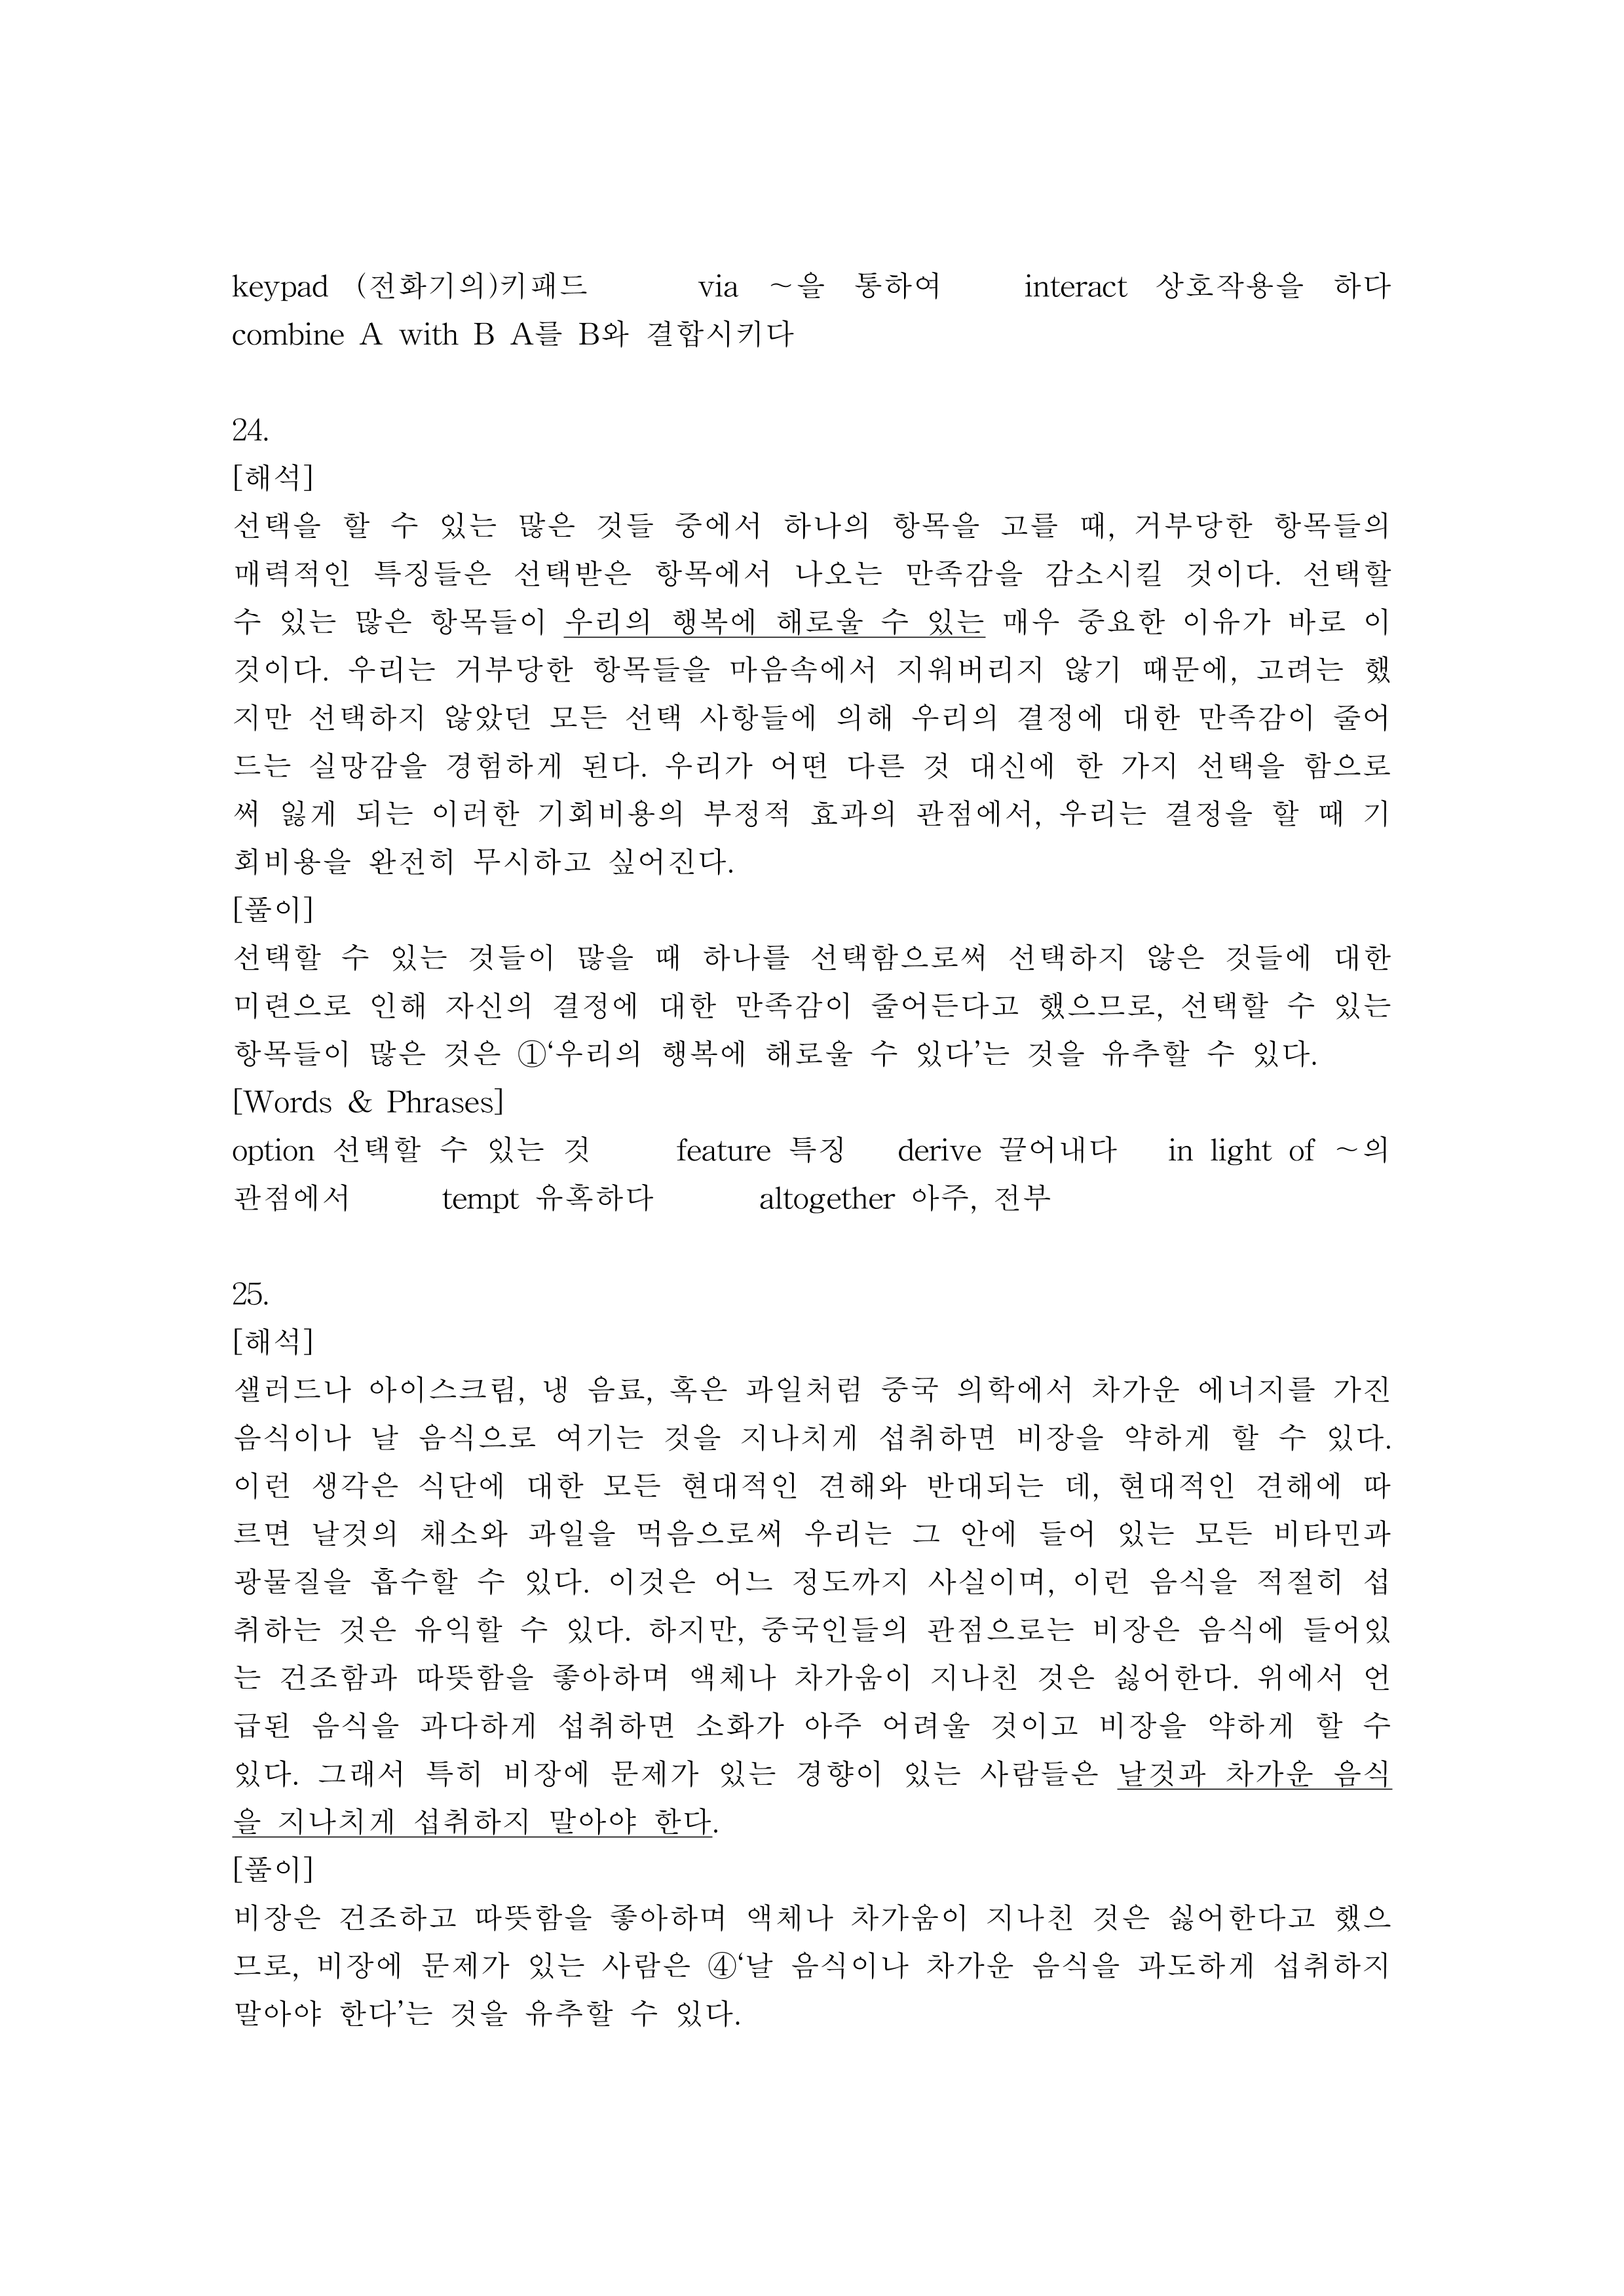 keypad (전화기의)키패드 via ~을 통하여 interact 상호작용을 하다
combine A with B A를 B와 결합시키다
24.
[해석]
선택을 할 수 있는 많은 것들 중에서 하나의 항목을 고를 때, 거부당한 항목들의
매력적인 특징들은 선택받은 항목에서 나오는 만족감을 감소시킬 것이다. 선택할
수 있는 많은 항목들이 우리의 행복에 해로울 수 있는 매우 중요한 이유가 바로 이
것이다. 우리는 거부당한 항목들을 마음속에서 지워버리지 않기 때문에, 고려는 했
지만 선택하지 않았던 모든 선택 사항들에 의해 우리의 결정에 대한 만족감이 줄어
드는 실망감을 경험하게 된다. 우리가 어떤 다른 것 대신에 한 가지 선택을 함으로
써 잃게 되는 이러한 기회비용의 부정적 효과의 관점에서, 우리는 결정을 할 때 기
회비용을 완전히 무시하고 싶어진다.
[풀이]
선택할 수 있는 것들이 많을 때 하나를 선택함으로써 선택하지 않은 것들에 대한
미련으로 인해 자신의 결정에 대한 만족감이 줄어든다고 했으므로, 선택할 수 있는
항목들이 많은 것은 ①‘우리의 행복에 해로울 수 있다’는 것을 유추할 수 있다.
[Words & Phrases]
option 선택할 수 있는 것 feature 특징 derive 끌어내다 in light of ~의
관점에서 tempt 유혹하다 altogether 아주, 전부
25.
[해석]
샐러드나 아이스크림, 냉 음료, 혹은 과일처럼 중국 의학에서 차가운 에너지를 가진
음식이나 날 음식으로 여기는 것을 지나치게 섭취하면 비장을 약하게 할 수 있다.
이런 생각은 식단에 대한 모든 현대적인 견해와 반대되는 데, 현대적인 견해에 따
르면 날것의 채소와 과일을 먹음으로써 우리는 그 안에 들어 있는 모든 비타민과
광물질을 흡수할 수 있다. 이것은 어느 정도까지 사실이며, 이런 음식을 적절히 섭
취하는 것은 유익할 수 있다. 하지만, 중국인들의 관점으로는 비장은 음식에 들어있
는 건조함과 따뜻함을 좋아하며 액체나 차가움이 지나친 것은 싫어한다. 위에서 언
급된 음식을 과다하게 섭취하면 소화가 아주 어려울 것이고 비장을 약하게 할 수
있다. 그래서 특히 비장에 문제가 있는 경향이 있는 사람들은 날것과 차가운 음식
을 지나치게 섭취하지 말아야 한다.
[풀이]
비장은 건조하고 따뜻함을 좋아하며 액체나 차가움이 지나친 것은 싫어한다고 했으
므로, 비장에 문제가 있는 사람은 ④‘날 음식이나 차가운 음식을 과도하게 섭취하지
말아야 한다’는 것을 유추할 수 있다.